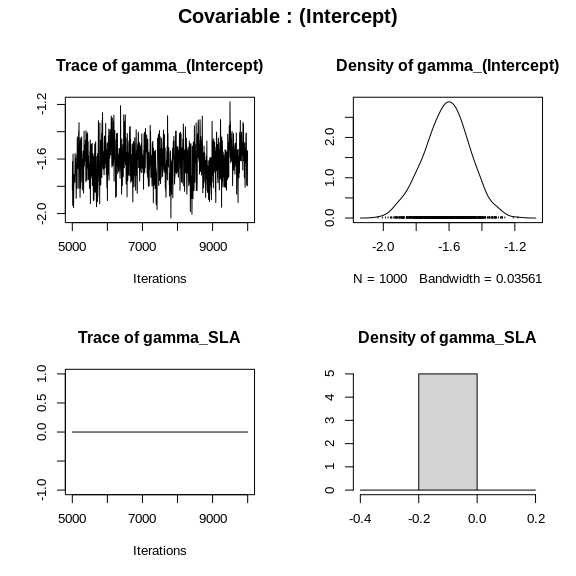 Covariable : (Intercept)
Trace of gamma_(Intercept)
-1.2
-1.6
-2.0
5000 7000 9000
Iterations
Density of gamma_(Intercept)
2.0
1.0
0.0
-2.0 -1.6 -1.2
N = 1000 Bandwidth = 0.03561
Trace of gamma_SLA
1.0
0.5
0.0
-1.0
5000 7000 9000
Iterations
Density of gamma_SLA
5
4
3
2
1
0
-0.4 -0.2 0.0 0.2